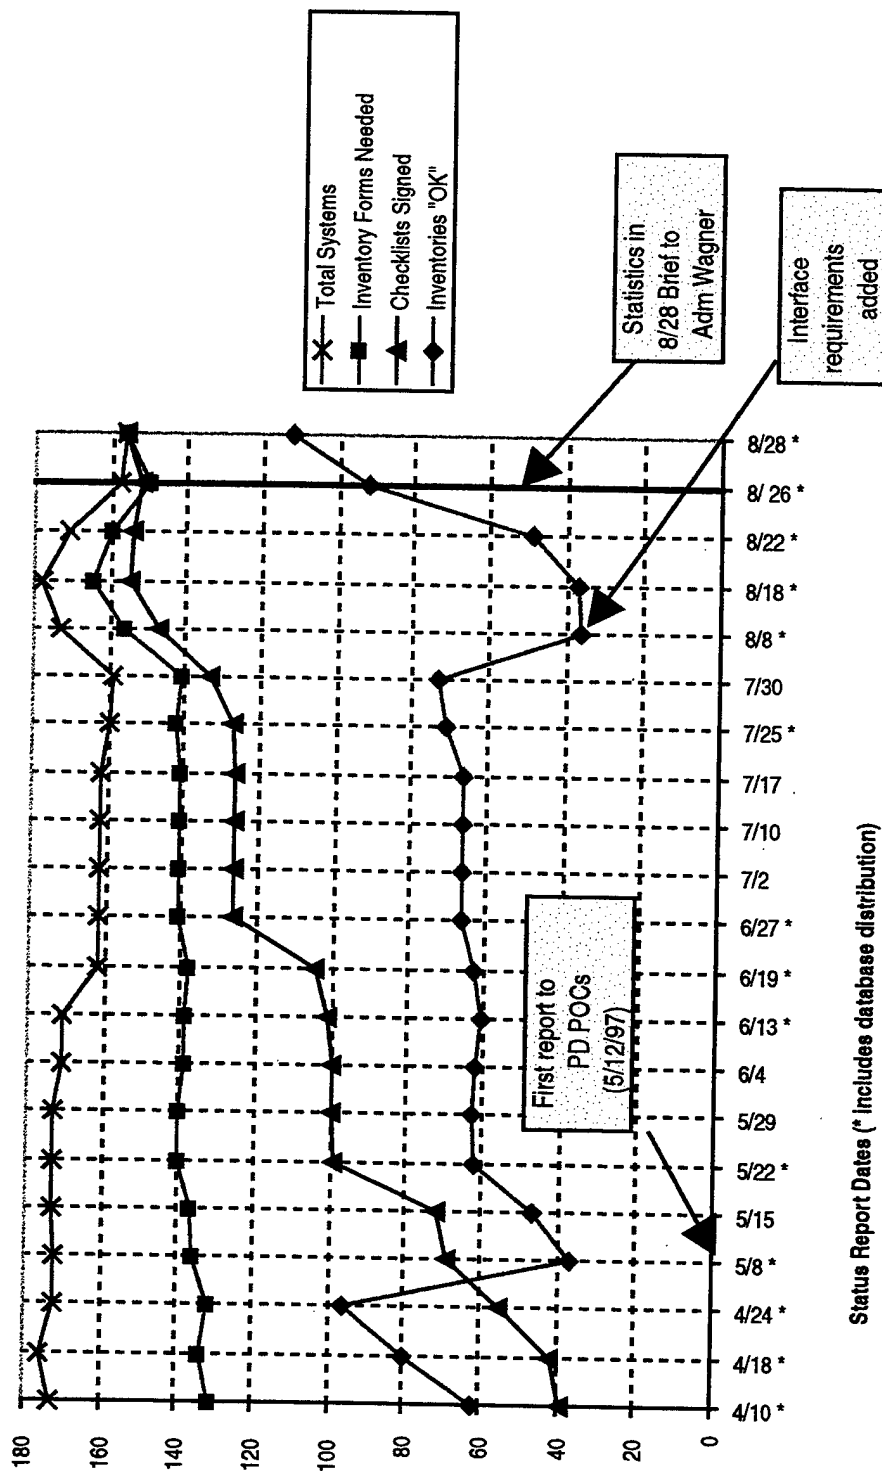 Total Systems
Inventory Forms Needed
Checklists Signed
Inventories "OK"
Statistics in
8/28 Brief to
Adm Wagner
Interface
requirements
added
First report to
PD POCs
(5/12/97)
180
160
140
120
100
80
60
40
20
0
4/10 *
4/18 *
4/24 *
5/8 *
5/15
5/22 *
5/29
6/4
6/13 *
6/19 *
6/27 *
7/2
7/10
7/17
7/25 *
7/30
8/8 *
8/18 *
8/22 *
8/ 26 *
8/28 *
Status Report Dates (* includes database distribution)